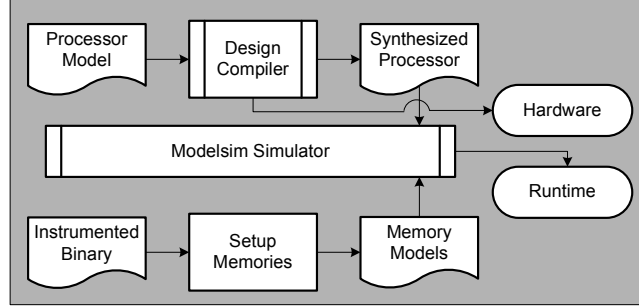 Processor
Model
Design
Compiler
Synthesized
Processor
Hardware
Modelsim Simulator
Runtime
Instrumented
Binary
Setup
Memories
Memory
Models